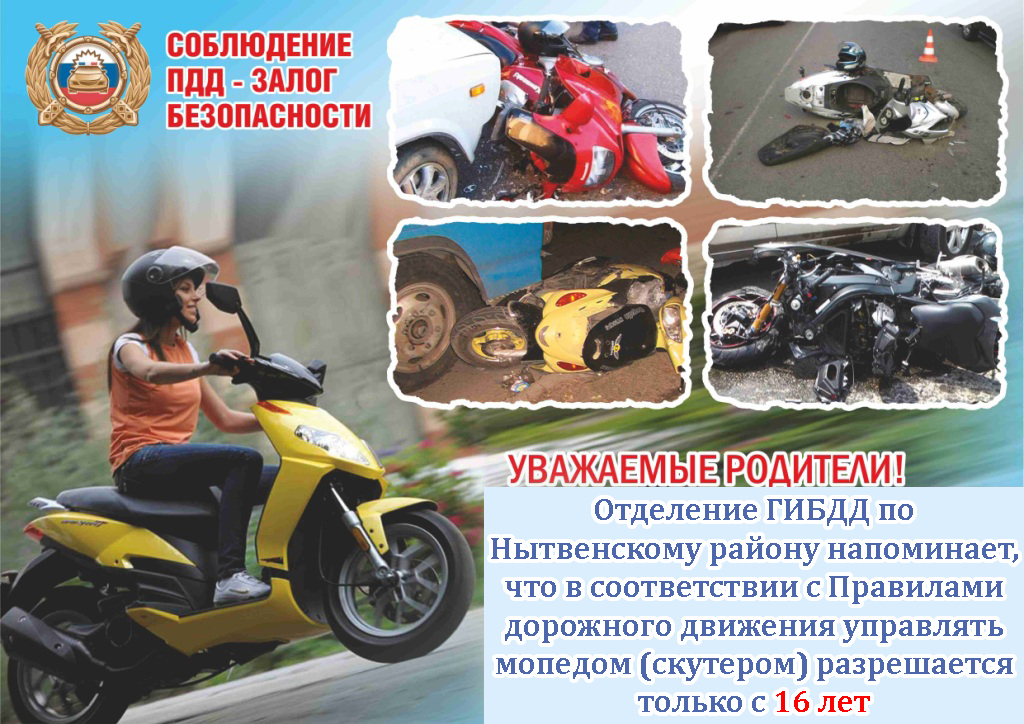 СОБЛЮДЕНИЕ
ПДД - ЗАЛОГ
БЕЗОПАСНОСТИ
УВАЖАЕМЫЕ РОДИТЕЛИ!
Отделение ГИБДД по
Нытвенскому району напоминает,
что в соответствии с Правилами
дорожного движения управлять
мопедом (скутером) разрешается
только с 16 лет